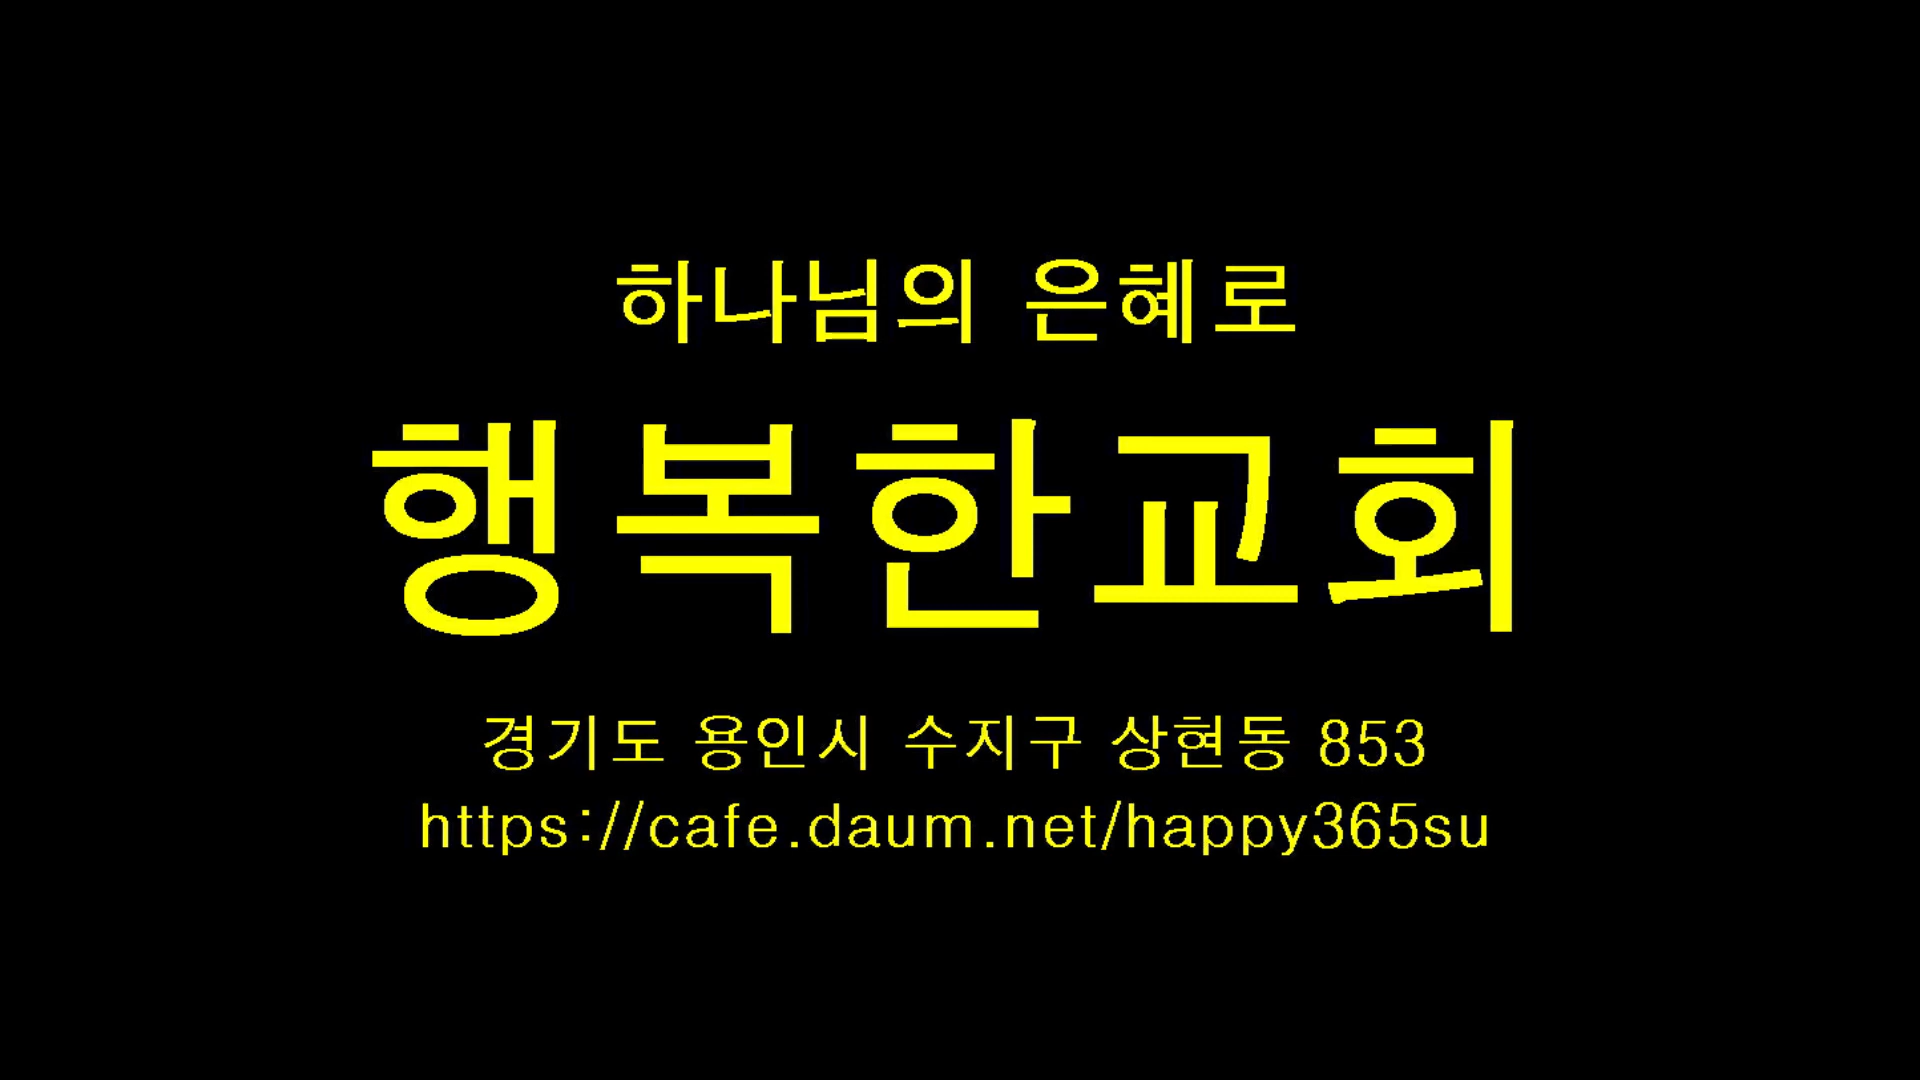 하나님의 은혜로
행복한교회
경기도 용인시 수지구 상현동 853
https://cafe.daum.net/happy365su